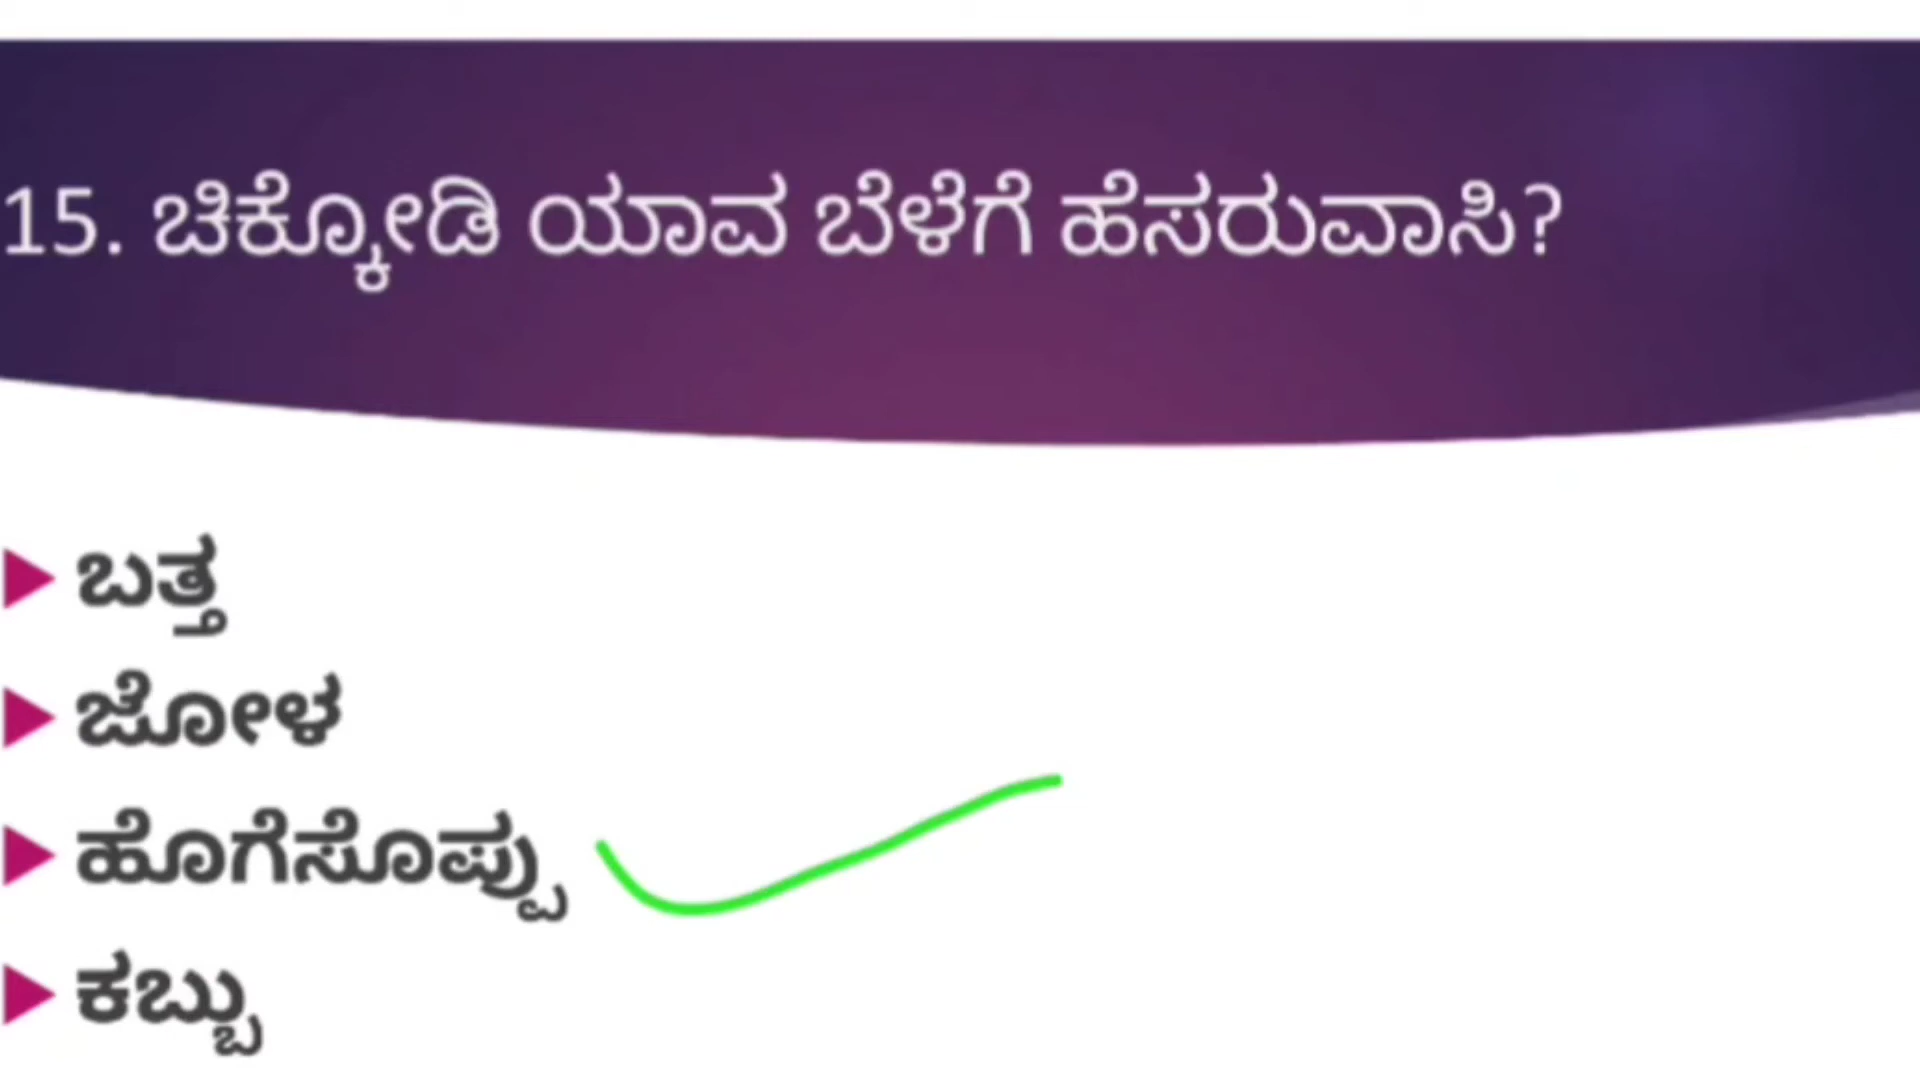 15. ಚಿಕ್ಕೋಡಿ ಯಾವ ಬೆಳೆಗೆ ಹೆಸರುವಾಸಿ?
ಬತ್ತ
ಜೋಳ
ಹೊಗೆಸೊಪ್ಪು
ಕಬ್ಬು